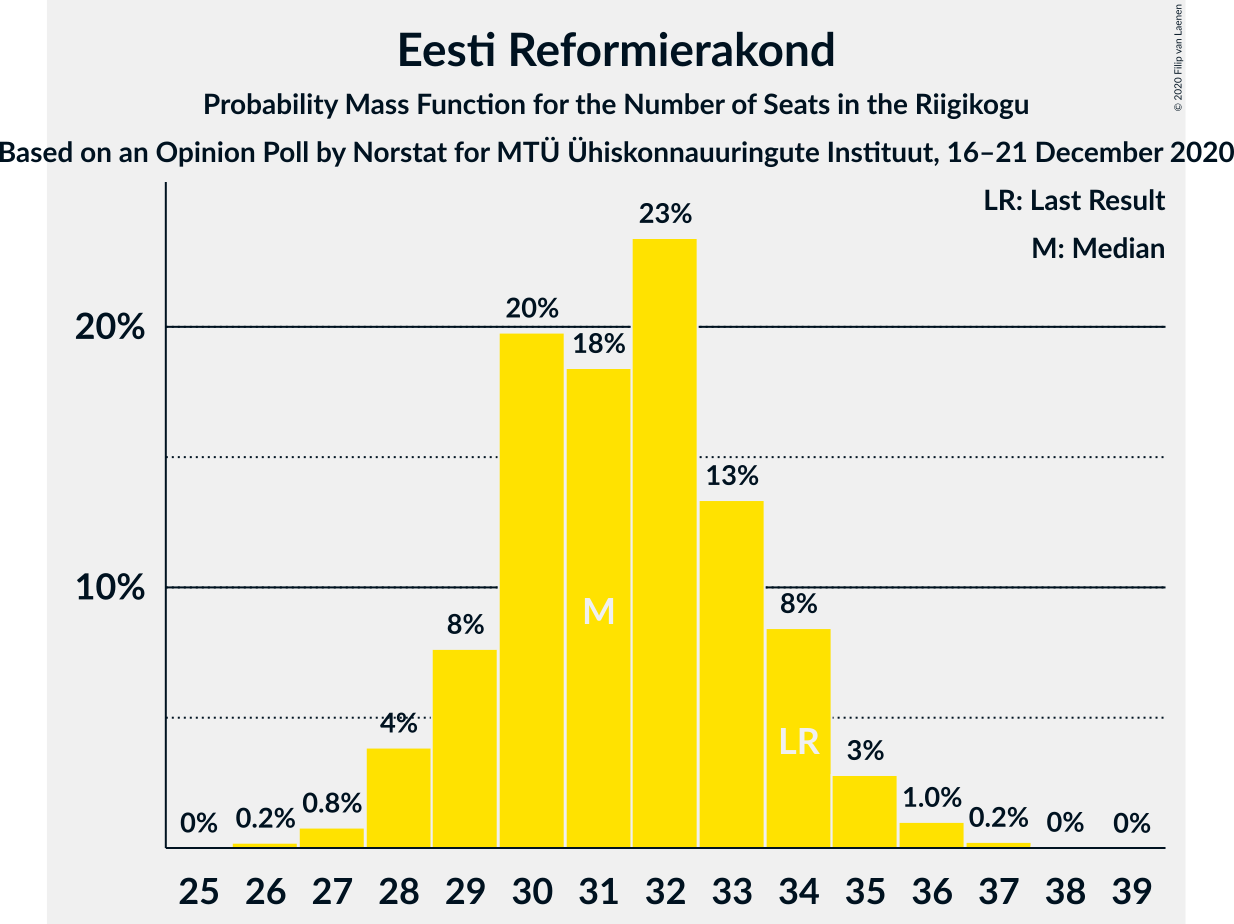 Eesti Reformierakond
Probability Mass Function for the Number of Seats in the Riigikogu
Based on an Opinion Poll by Norstat for MTÜ Ühiskonnauuringute Instituut, 16–21 December 2020
© 2020 Filip van Laenen
LR: Last Result
M: Median
20%
10%
0% 0.2% 0.8% 4% 8% 20% 18% 23% 13% 8% 3% 1.0% 0.2% 0% 0%
M
LR
25 26 27 28 29 30 31 32 33 34 35 36 37 38 39